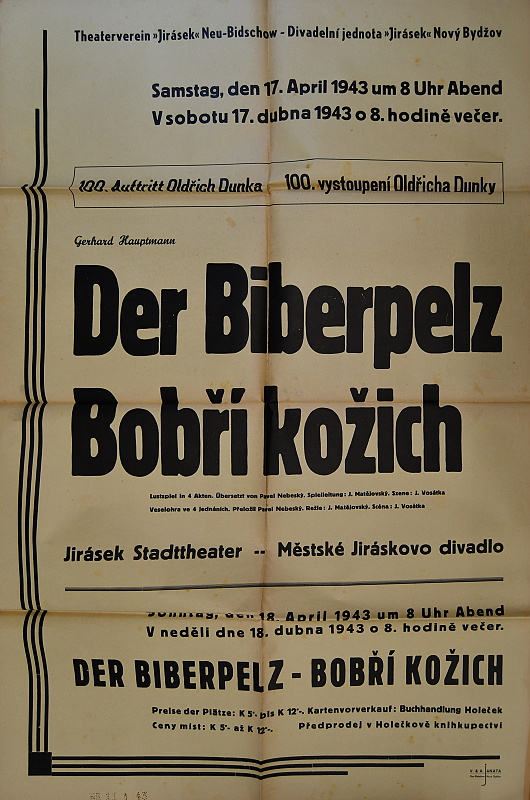 Theaterverein »Jirásek« Neu-Bidschow - Divadelní jednota »Jirásek« Nový Bydžov
Samstag, den 17. April 1943 um 8 Uhr Abend
V sobotu 17. dubna 1943 o 8. hodině večer.
100. Auftritt Oldřich Dunka 100. vystoupení Oldřicha Dunky
Gerhard Hauptmann
Der Biberpelz
Bobří kožich
Lustspiel in 4 Akten. Übersetzt von Pavel Nebeský. Spielleitung: J. Matějovský. Szene: J. Vosátka
Veselohra ve 4 jednáních. Přeložil Pavel Nebeský. Režie: J. Matějovský. Scéna: J. Vosátka
Jirásek Stadttheater -- Městské Jiráskovo divadlo
Sonntag, den 18. April 1943 um 8 Uhr Abend
V neděli dne 18. dubna 1943 o 8. hodině večer.
DER BIBERPELZ - BOBŘÍ KOŽICH
Preise der Plätze: K 5'- bis K 12'-. Kartenvorverkauf: Buchhandlung Holeček
Ceny míst: K 5'- až K 12'-. Předprodej v Holečkově knihkupectví
V & A JANATA